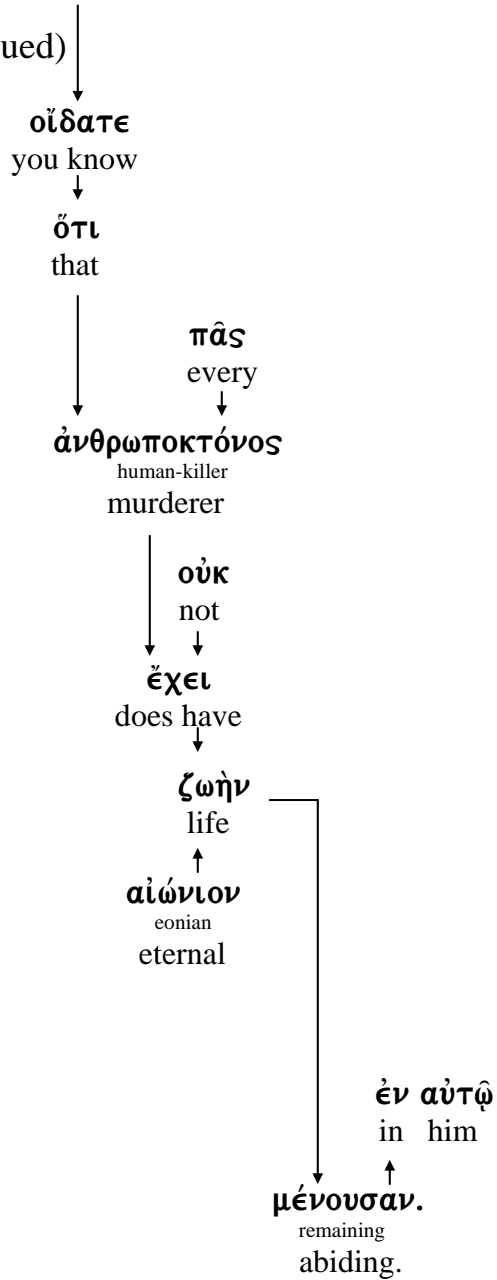 ued)
οἴδατε
you know
ὅτι
that
πᾶς
every
ἀνθρωποκτόνος
human-killer
murderer
οὐκ
not
ἔχει
does have
ζωὴν
life
αἰώνιον
eonian
eternal
ἐν αὐτῷ
in him
μένουσαν.
remaining
abiding.